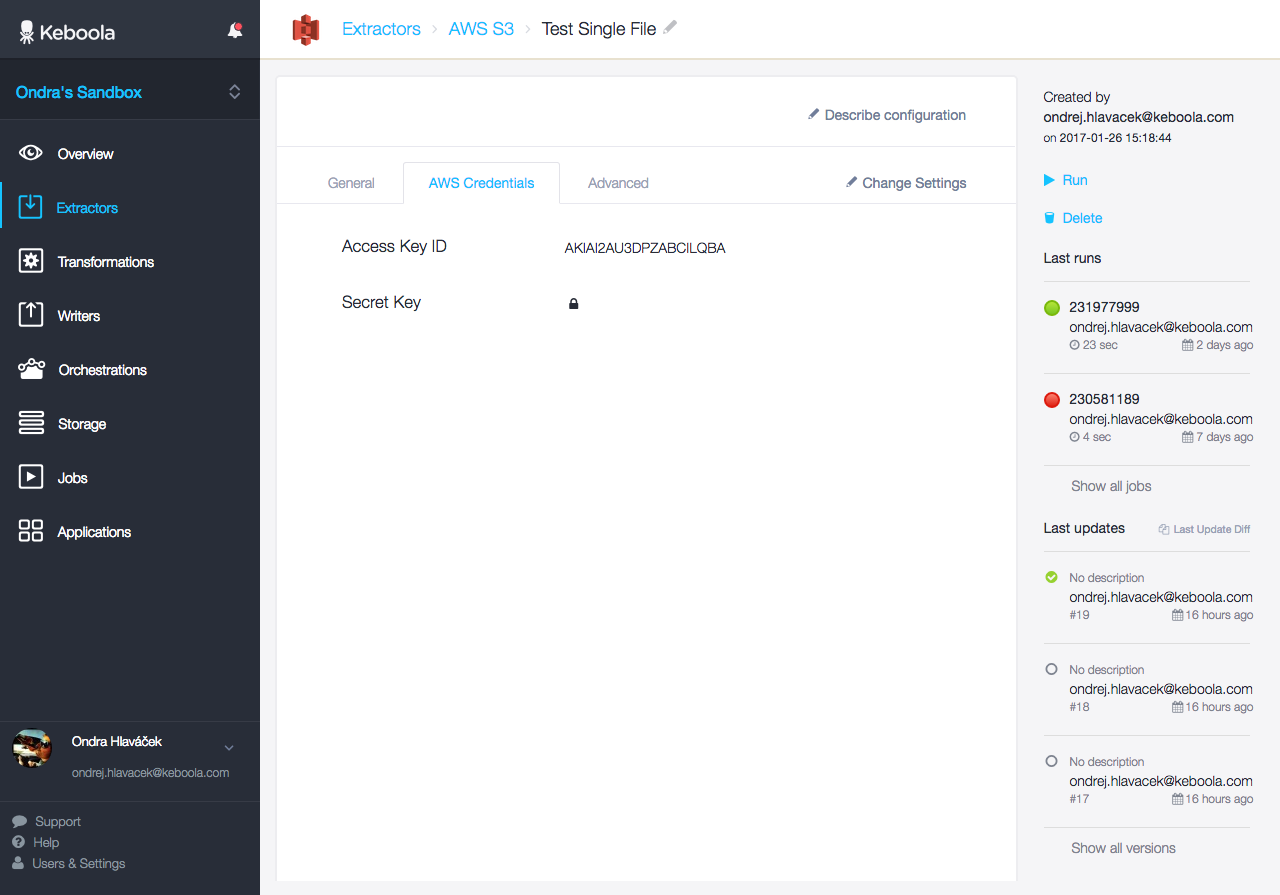 Keboola
Ondra's Sandbox
Overview
Extractors
Transformations
Writers
Orchestrations
Storage
Jobs
Applications
Ondra Hlaváček
ondrej.hlavacek@keboola.com
Support
Help
Users & Settings
Extractors › AWS S3 › Test Single File
Describe configuration
General AWS Credentials Advanced Change Settings
Access Key ID AKIAI2AU3DPZABCILQBA
Secret Key
Created by
ondrej.hlavacek@keboola.com
on 2017-01-26 15:18:44
Run
Delete
Last runs
231977999
ondrej.hlavacek@keboola.com
23 sec 2 days ago
230581189
ondrej.hlavacek@keboola.com
4 sec 7 days ago
Show all jobs
Last updates Last Update Diff
No description
ondrej.hlavacek@keboola.com
#19 16 hours ago
No description
ondrej.hlavacek@keboola.com
#18 16 hours ago
No description
ondrej.hlavacek@keboola.com
#17 16 hours ago
Show all versions